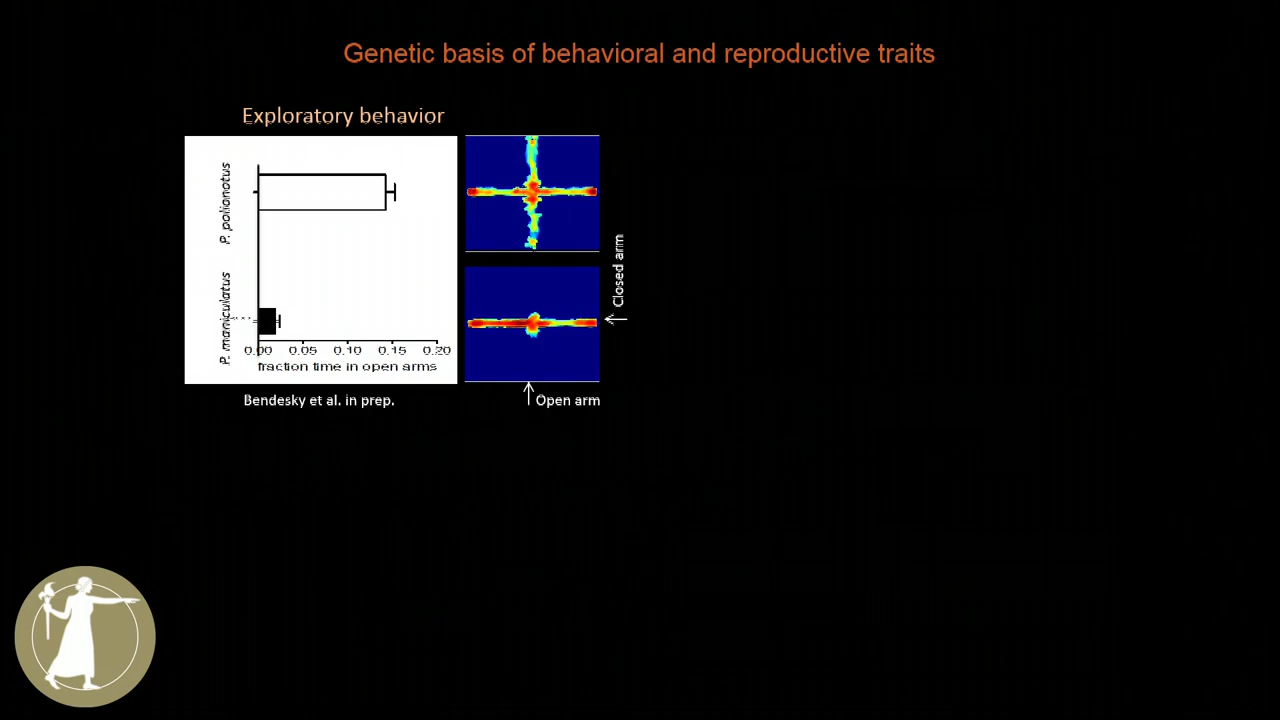 Genetic basis of behavioral and reproductive traits
Exploratory behavior
P. polionotus
P. maniculatus
0.00 0.05 0.10 0.15 0.20
fraction time in open arms
Closed arm
Open arm
Bendesky et al. in prep.